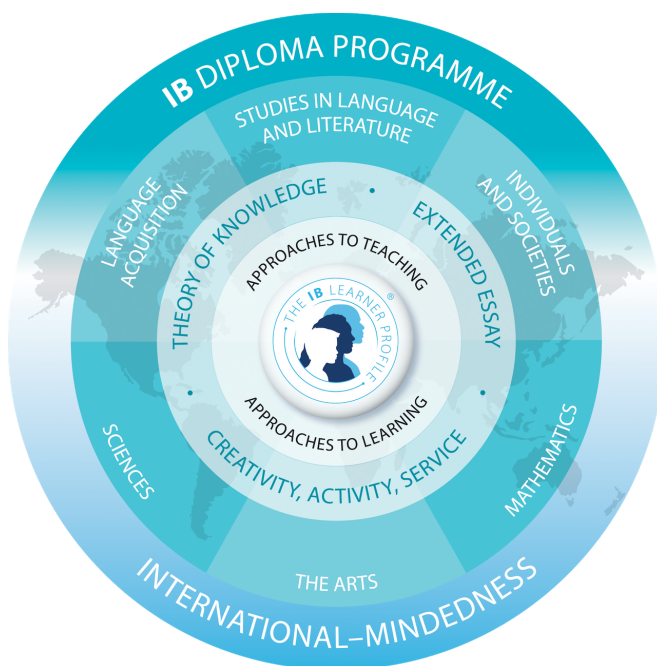 IB DIPLOMA PROGRAMME
STUDIES IN LANGUAGE
AND LITERATURE
LANGUAGE
ACQUISITION
INDIVIDUALS
AND SOCIETIES
THEORY OF KNOWLEDGE
•
EXTENDED ESSAY
APPROACHES TO TEACHING
• THE IB LEARNER PROFILE •
®
APPROACHES TO LEARNING
•
CREATIVITY, ACTIVITY, SERVICE
•
SCIENCES
MATHEMATICS
THE ARTS
INTERNATIONAL–MINDEDNESS